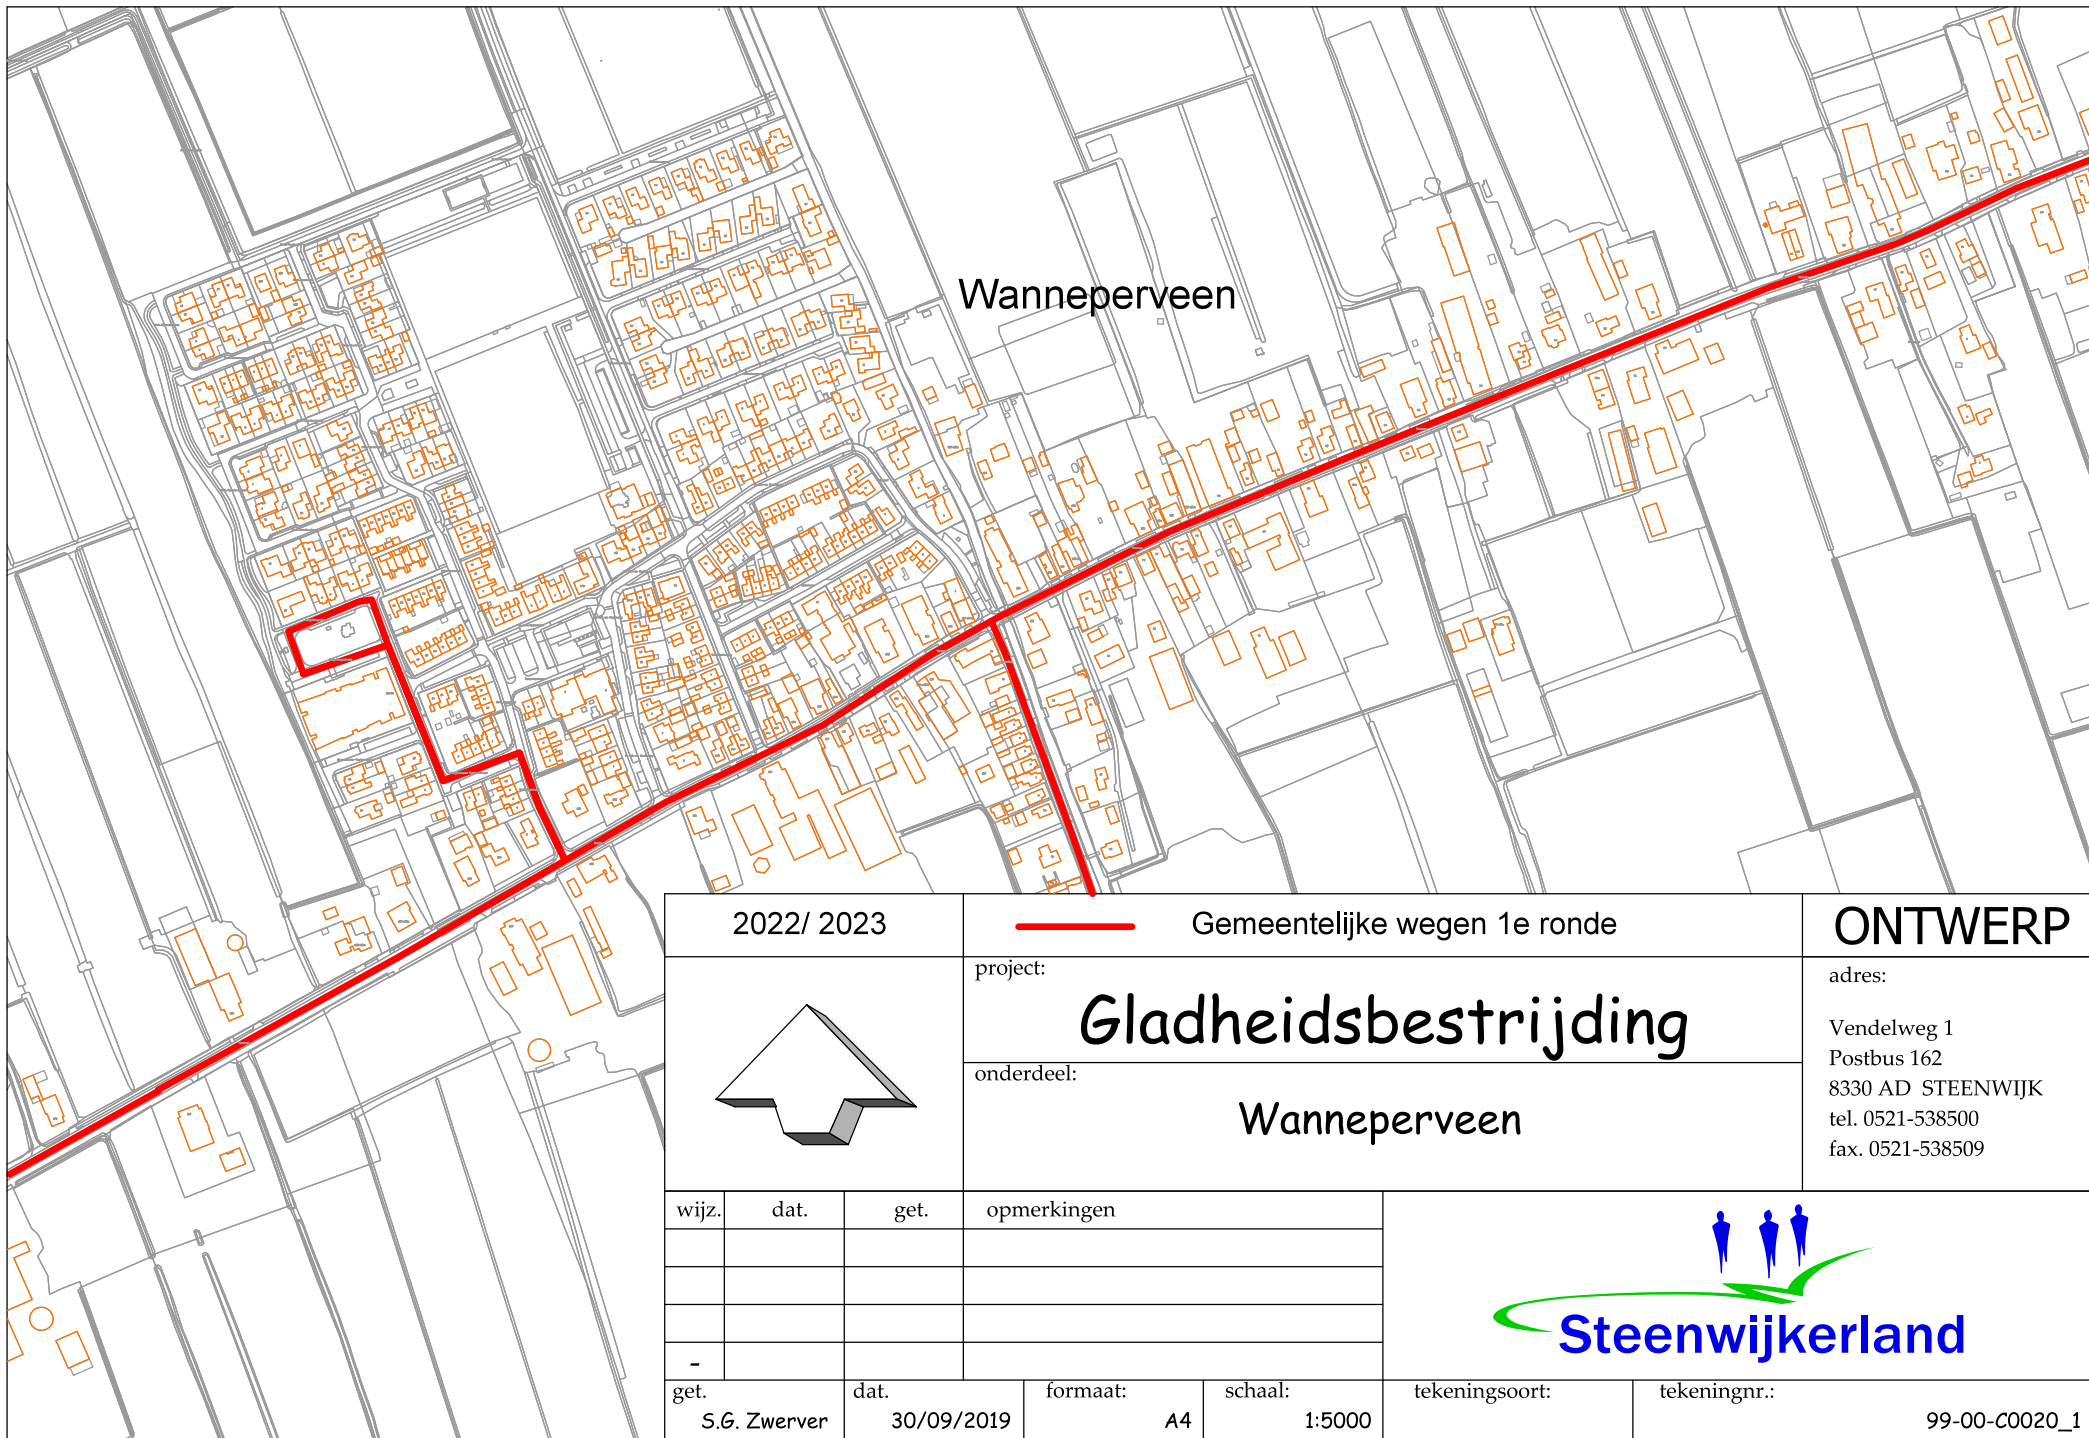 Wanneperveen
2022/ 2023
Gemeentelijke wegen 1e ronde
ONTWERP
project:
Gladheidsbestrijding
onderdeel:
Wanneperveen
adres:
Vendelweg 1
Postbus 162
8330 AD STEENWIJK
tel. 0521-538500
fax. 0521-538509
wijz. dat. get. opmerkingen
-
Steenwijkerland
get. dat. formaat: schaal: tekeningsoort: tekeningnr.:
S.G. Zwerver 30/09/2019 A4 1:5000 99-00-C0020_1